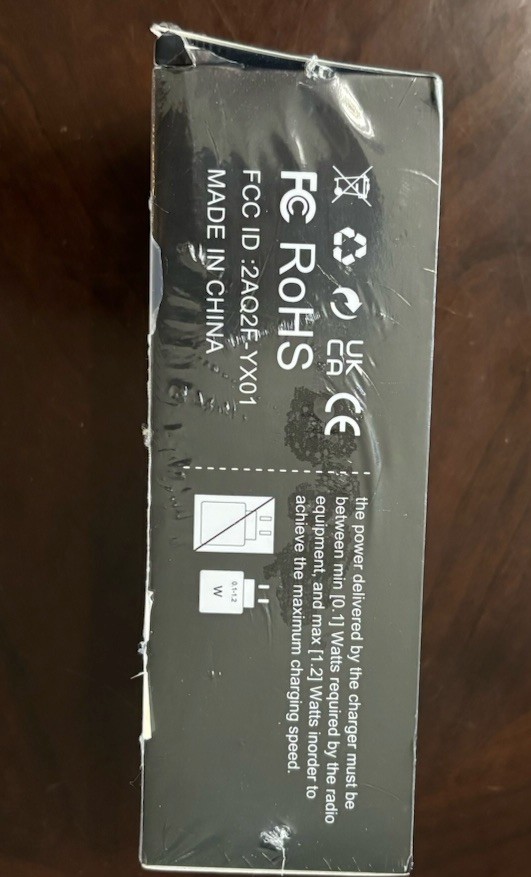 UK
CA CE
FC RoHS
FCC ID :2AQ2F-YX01
MADE IN CHINA
the power delivered by the charger must be
between min [0.1] Watts required by the radio
equipment, and max [1.2] Watts inorder to
achieve the maximum charging speed.
0.1-1.2
W